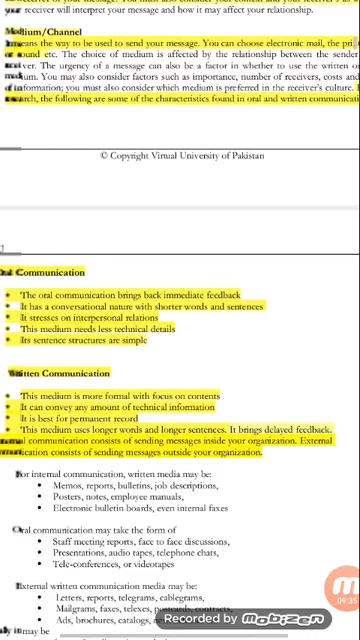 receiver will interpret your message and how it may affect your relationship.
Medium/Channel
It means the way to be used to send your message. You can choose electronic mail, the
or sound etc. The choice of medium is affected by the relationship between the sender
The urgency of a message can also be a factor in whether to use the written or
medium. You may also consider factors such as importance, number of receivers, costs and
of information; you must also consider which medium is preferred in the receiver's culture.
the following are some of the characteristics found in oral and written
© Copyright Virtual University of Pakistan
Oral Communication
• The oral communication brings back immediate feedback
• It has a conversational nature with shorter words and sentences
• It stresses on interpersonal relations
• This medium needs less technical details
• Its sentence structures are simple
Written Communication
• This medium is more formal with focus on contents
• It can convey any amount of technical information
• It is best for permanent record
• This medium uses longer words and longer sentences. It brings delayed feedback.
communication consists of sending messages inside your organization. External
communication consists of sending messages outside your organization.
For internal communication, written media may be:
• Memos, reports, bulletins, job descriptions,
• Posters, notes, employee manuals,
• Electronic bulletin boards, even internal faxes
Oral communication may take the form of
• Staff meeting reports, face to face discussions,
• Presentations, audio tapes, telephone chats,
• Tele-conferences, or videotapes
External written communication media may be:
• Letters, reports, telegrams, cablegrams,
• Mailgrams, faxes, telexes, postcards, contracts,
• Ads, brochures, catalogs,
may be
09:35
Recorded by mobizen